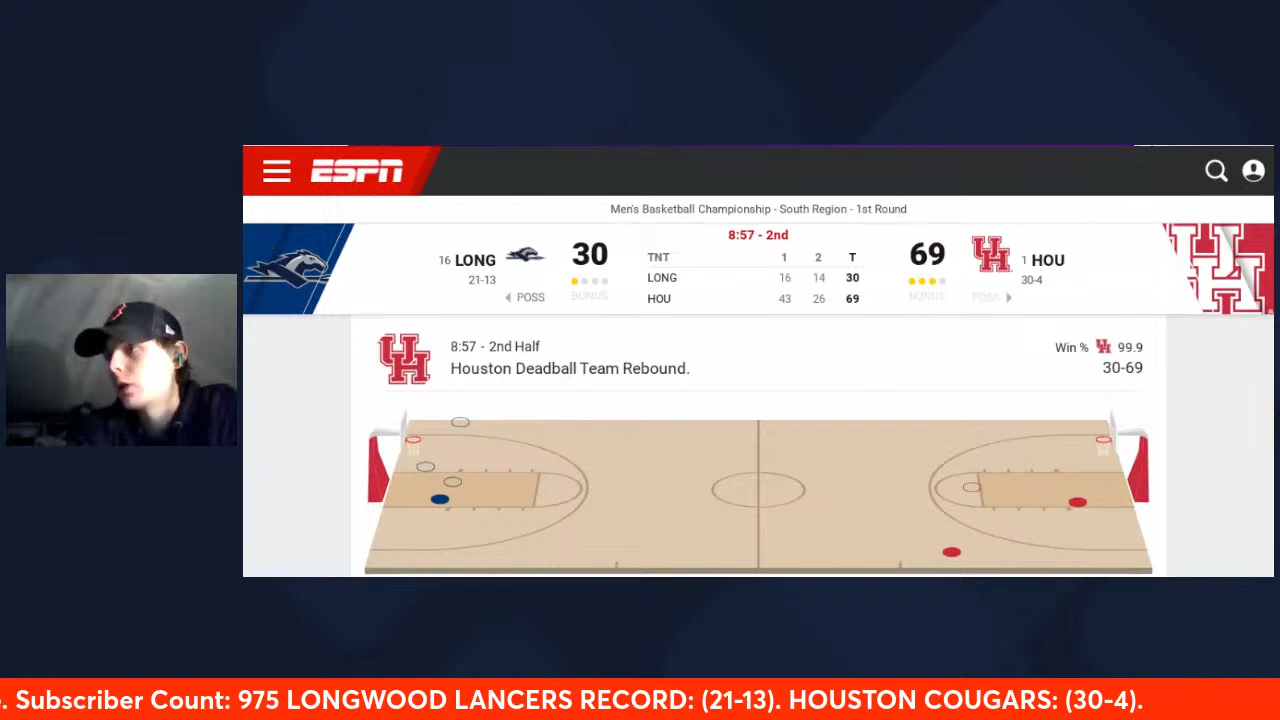 ESPN
Men's Basketball Championship - South Region - 1st Round
16 LONG
21-13
POSS
30
BONUS
8:57 - 2nd
TNT 1 2 T
LONG 16 14 30
HOU 43 26 69
69
BONUS
1 HOU
30-4
POSS
UH
8:57 - 2nd Half
Houston Deadball Team Rebound.
Win % 99.9
30-69
e. Subscriber Count: 975 LONGWOOD LANCERS RECORD: (21-13). HOUSTON COUGARS: (30-4).